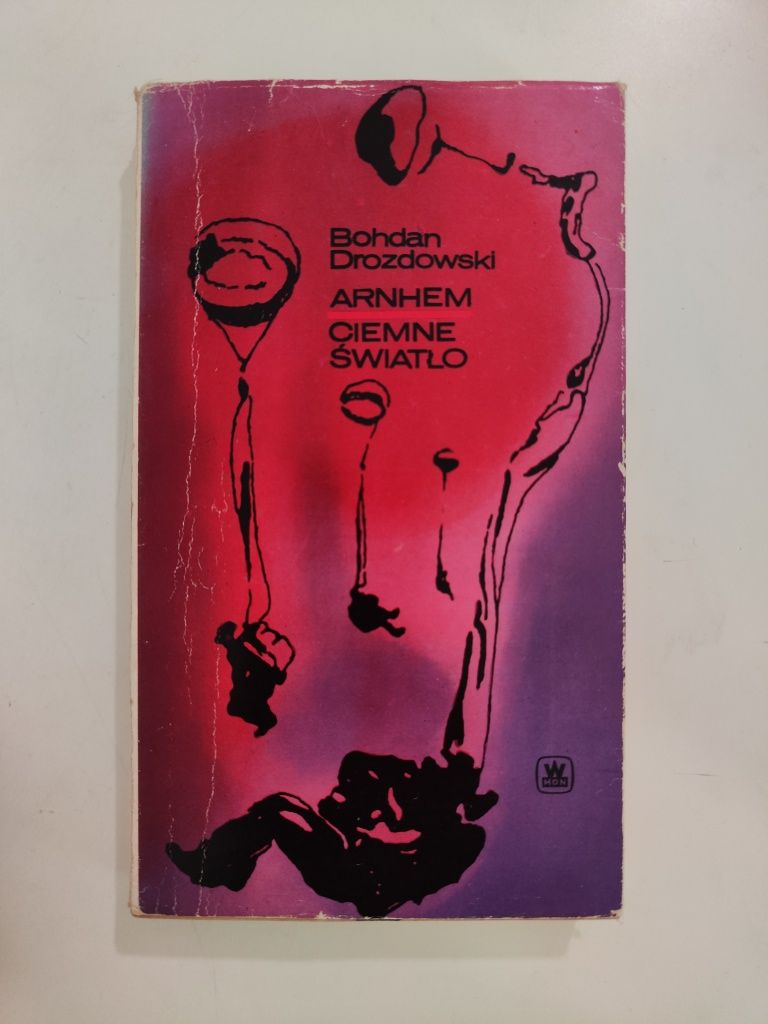 Bohdan
Drozdowski
ARNHEM
CIEMNE
ŚWIATŁO
W
MON